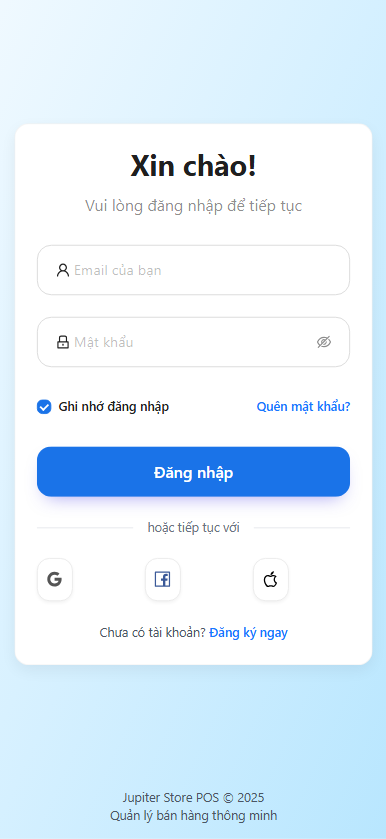 Xin chào!
Vui lòng đăng nhập để tiếp tục
Email của bạn
Mật khẩu
Ghi nhớ đăng nhập Quên mật khẩu?
Đăng nhập
hoặc tiếp tục với
Chưa có tài khoản? Đăng ký ngay
Jupiter Store POS © 2025
Quản lý bán hàng thông minh